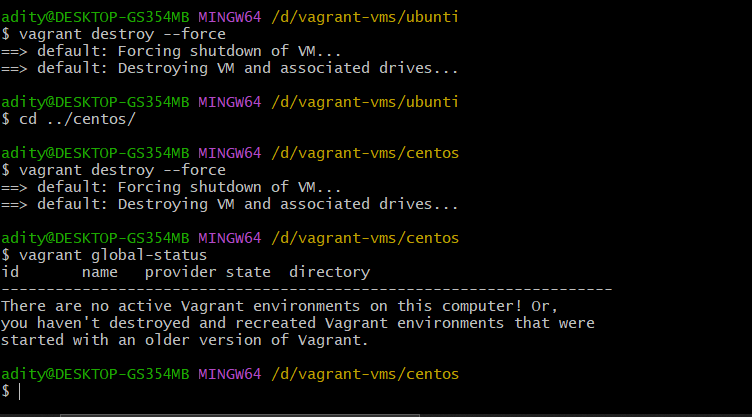 adity@DESKTOP-GS354MB MINGW64 /d/vagrant-vms/ubunti
$ vagrant destroy --force
==> default: Forcing shutdown of VM...
==> default: Destroying VM and associated drives...
adity@DESKTOP-GS354MB MINGW64 /d/vagrant-vms/ubunti
$ cd ../centos/
adity@DESKTOP-GS354MB MINGW64 /d/vagrant-vms/centos
$ vagrant destroy --force
==> default: Forcing shutdown of VM...
==> default: Destroying VM and associated drives...
adity@DESKTOP-GS354MB MINGW64 /d/vagrant-vms/centos
$ vagrant global-status
id       name   provider state  directory
--------------------------------------------------------------------
There are no active Vagrant environments on this computer! Or,
you haven't destroyed and recreated Vagrant environments that were
started with an older version of Vagrant.
adity@DESKTOP-GS354MB MINGW64 /d/vagrant-vms/centos
$